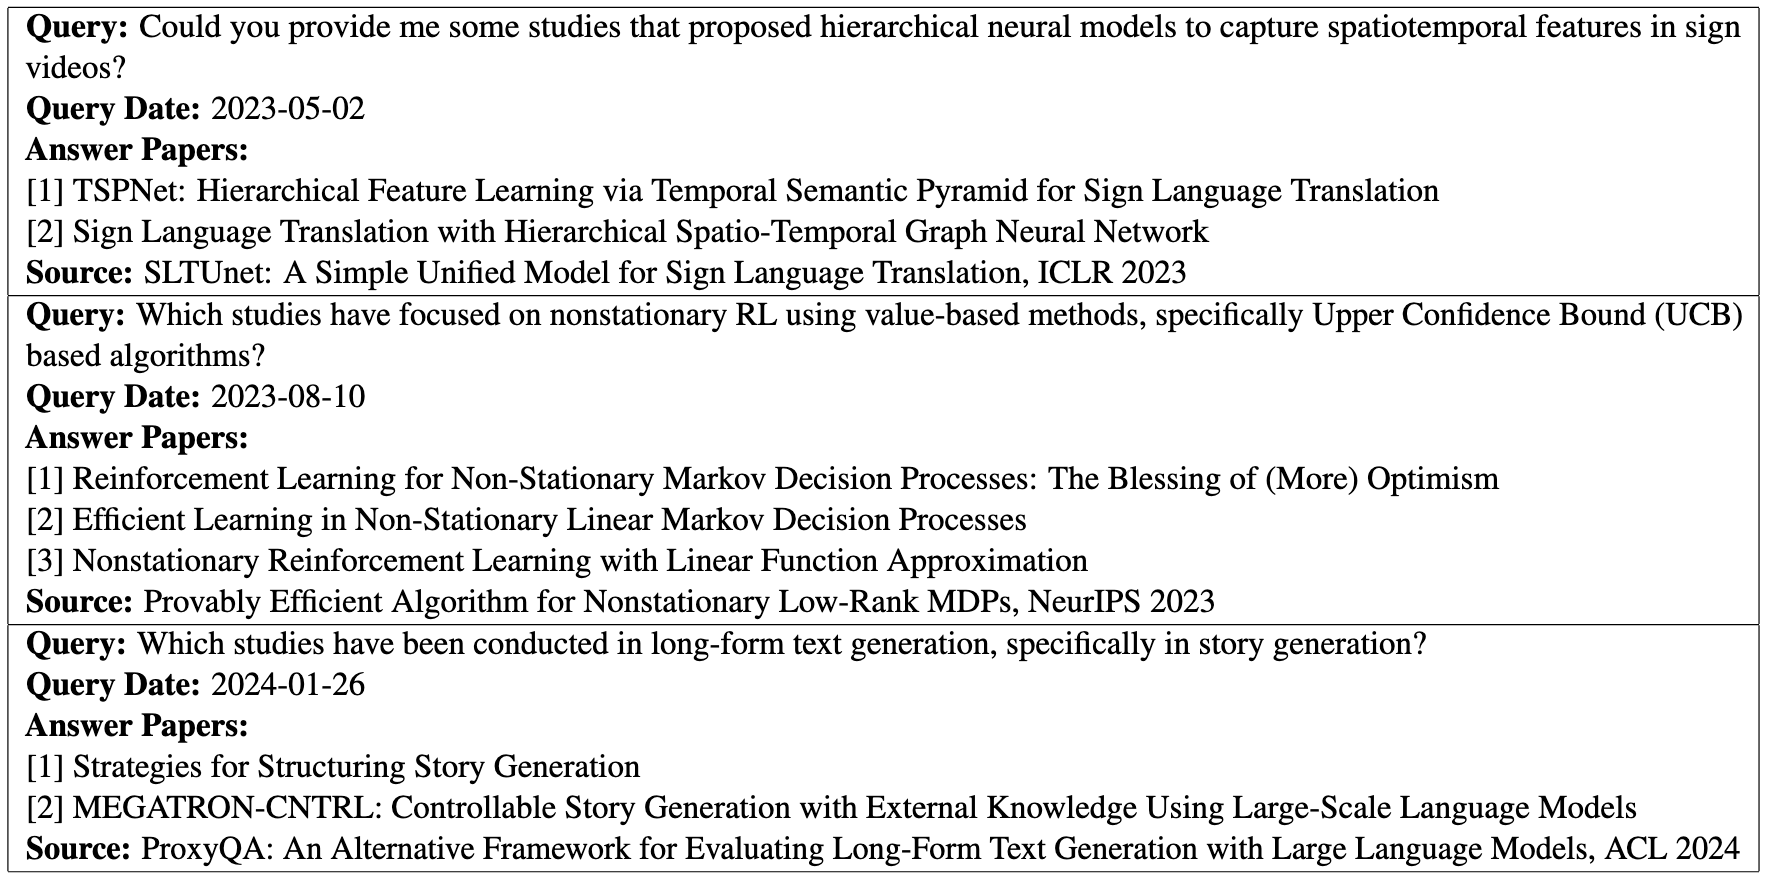 Query: Could you provide me some studies that proposed hierarchical neural models to capture spatiotemporal features in sign
videos?
Query Date: 2023-05-02
Answer Papers:
[1] TSPNet: Hierarchical Feature Learning via Temporal Semantic Pyramid for Sign Language Translation
[2] Sign Language Translation with Hierarchical Spatio-Temporal Graph Neural Network
Source: SLTUnet: A Simple Unified Model for Sign Language Translation, ICLR 2023
Query: Which studies have focused on nonstationary RL using value-based methods, specifically Upper Confidence Bound (UCB)
based algorithms?
Query Date: 2023-08-10
Answer Papers:
[1] Reinforcement Learning for Non-Stationary Markov Decision Processes: The Blessing of (More) Optimism
[2] Efficient Learning in Non-Stationary Linear Markov Decision Processes
[3] Nonstationary Reinforcement Learning with Linear Function Approximation
Source: Provably Efficient Algorithm for Nonstationary Low-Rank MDPs, NeurIPS 2023
Query: Which studies have been conducted in long-form text generation, specifically in story generation?
Query Date: 2024-01-26
Answer Papers:
[1] Strategies for Structuring Story Generation
[2] MEGATRON-CNTRL: Controllable Story Generation with External Knowledge Using Large-Scale Language Models
Source: ProxyQA: An Alternative Framework for Evaluating Long-Form Text Generation with Large Language Models, ACL 2024